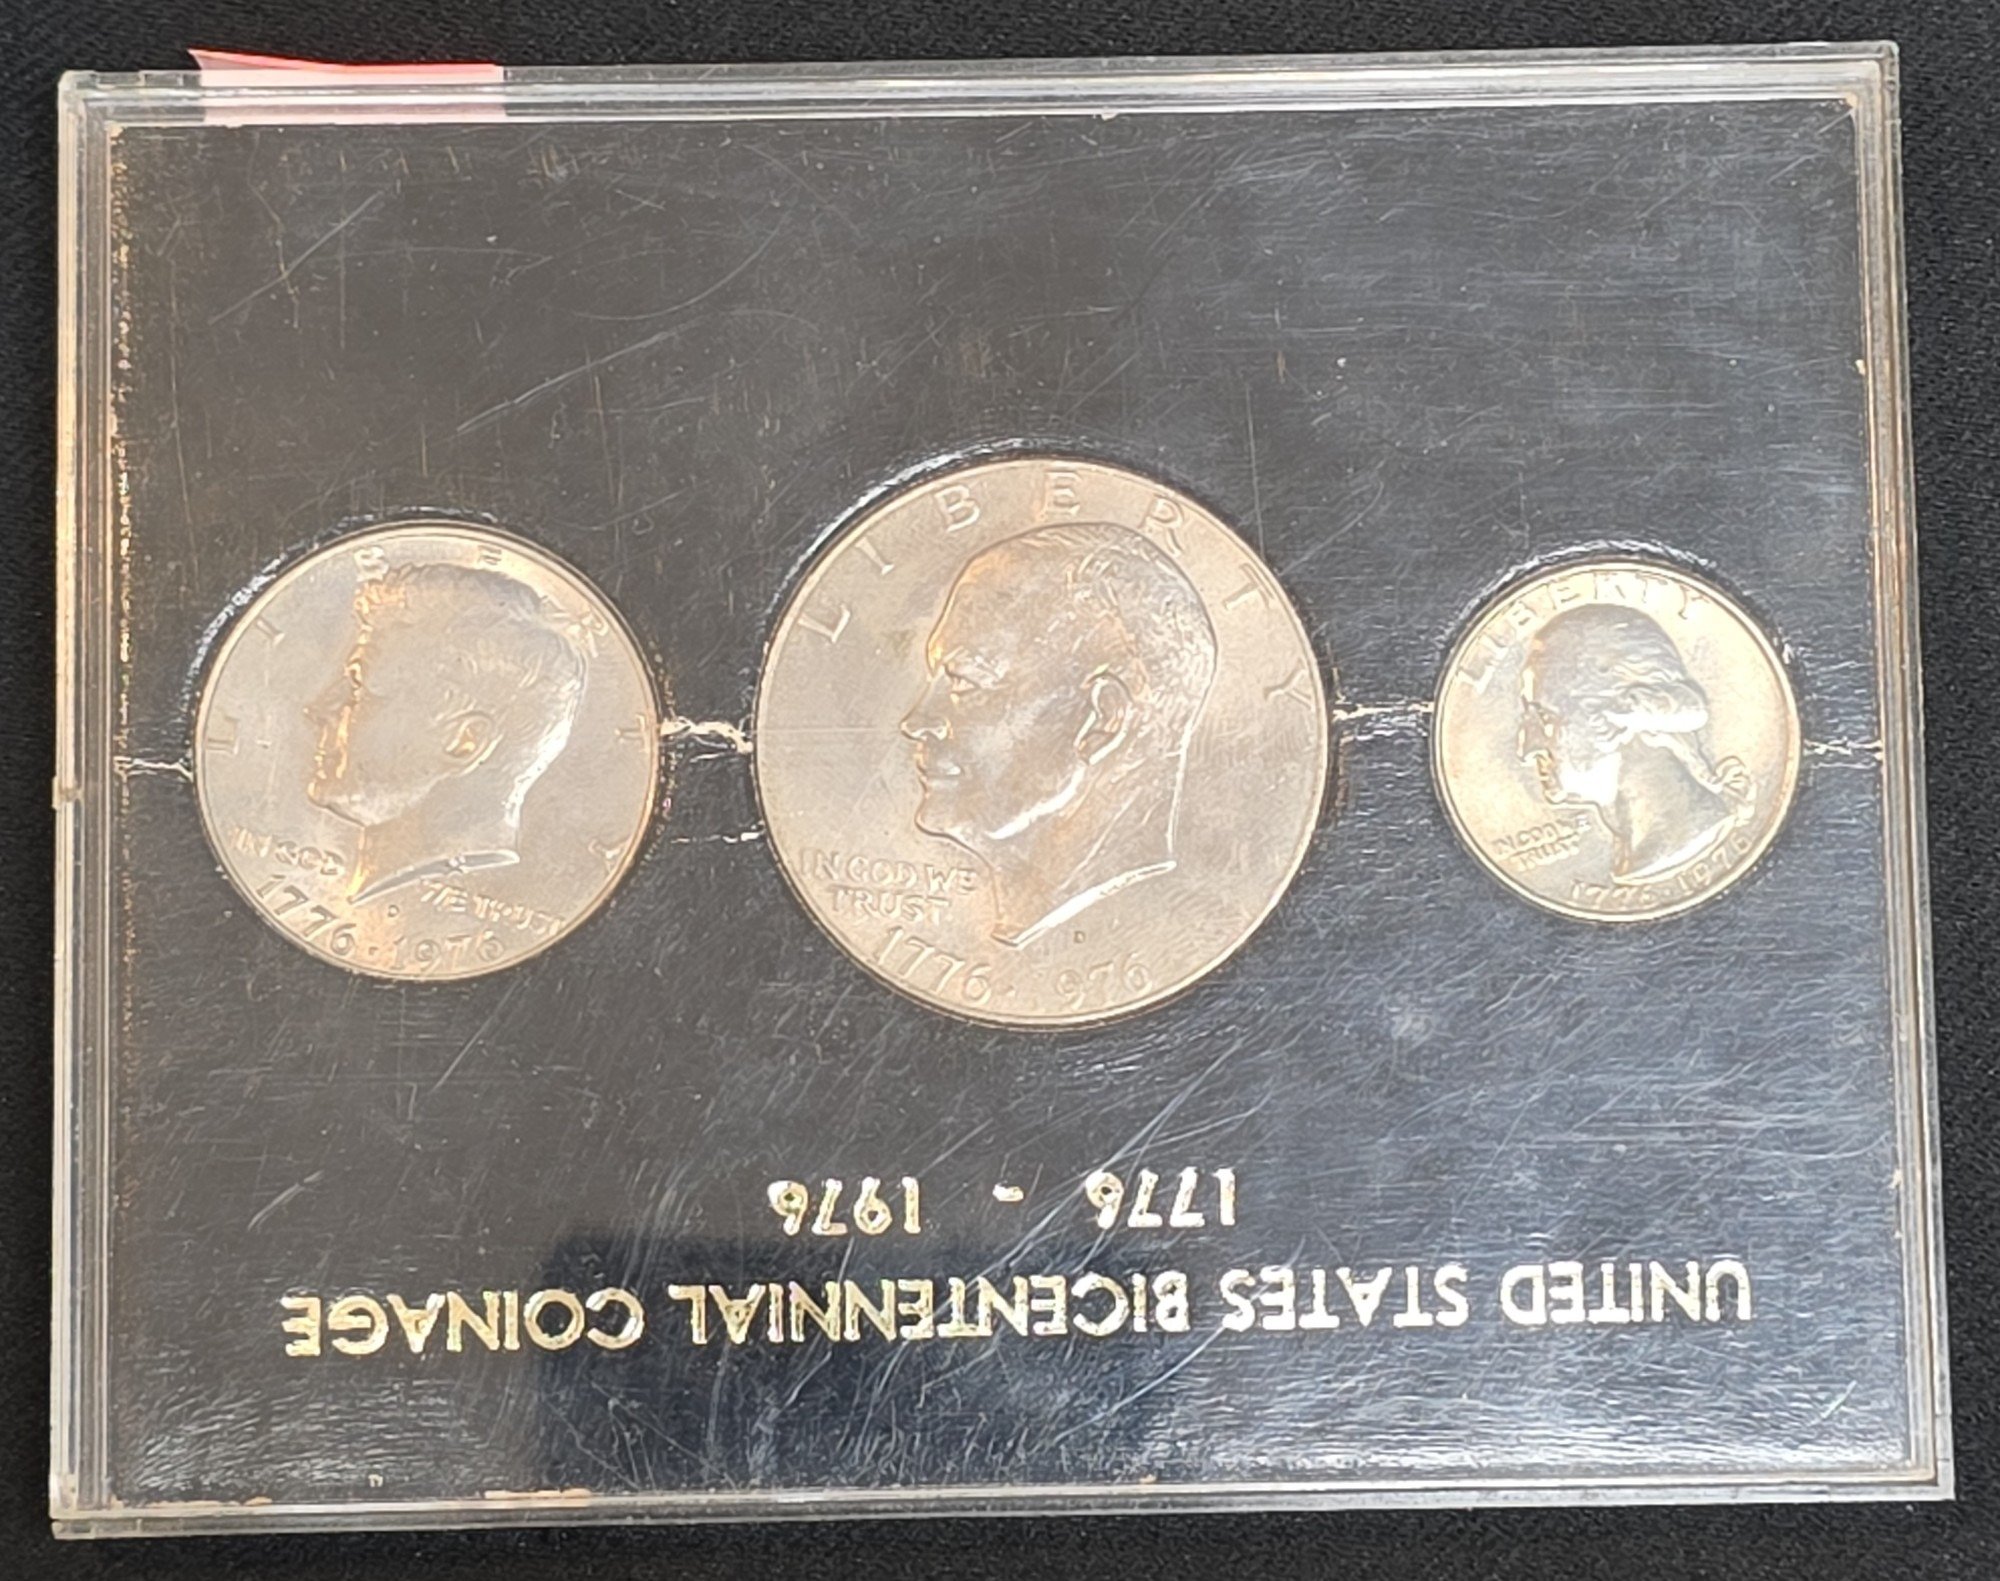 UNITED STATES BICENTENNIAL COINAGE
1776 - 1976
LIBERTY
IN GOD WE TRUST
D
1776 · 1976
LIBERTY
IN GOD WE
TRUST
D
1776 · 1976
LIBERTY
IN GOD WE
TRUST
1776 · 1976